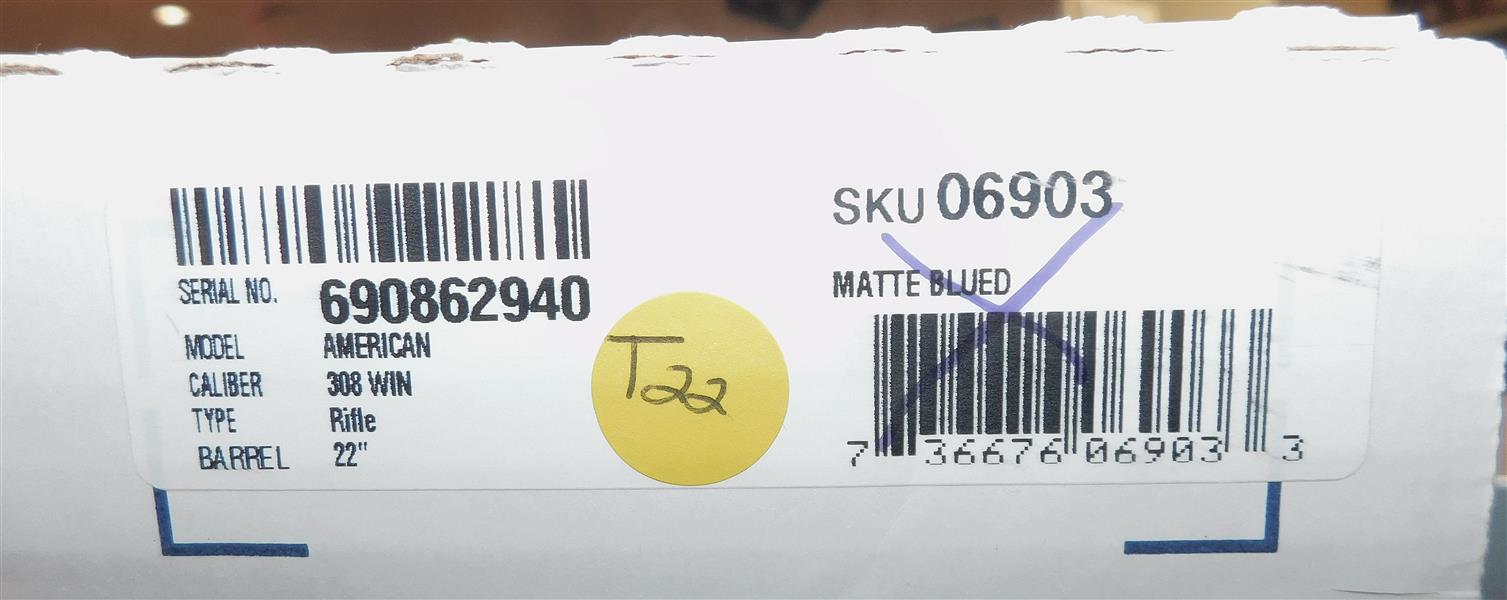 SERIAL NO. 690862940
MODEL AMERICAN
CALIBER 308 WIN
TYPE Rifle
BARREL 22"
T22
SKU 06903
MATTE BLUED
7 36676 06903 3